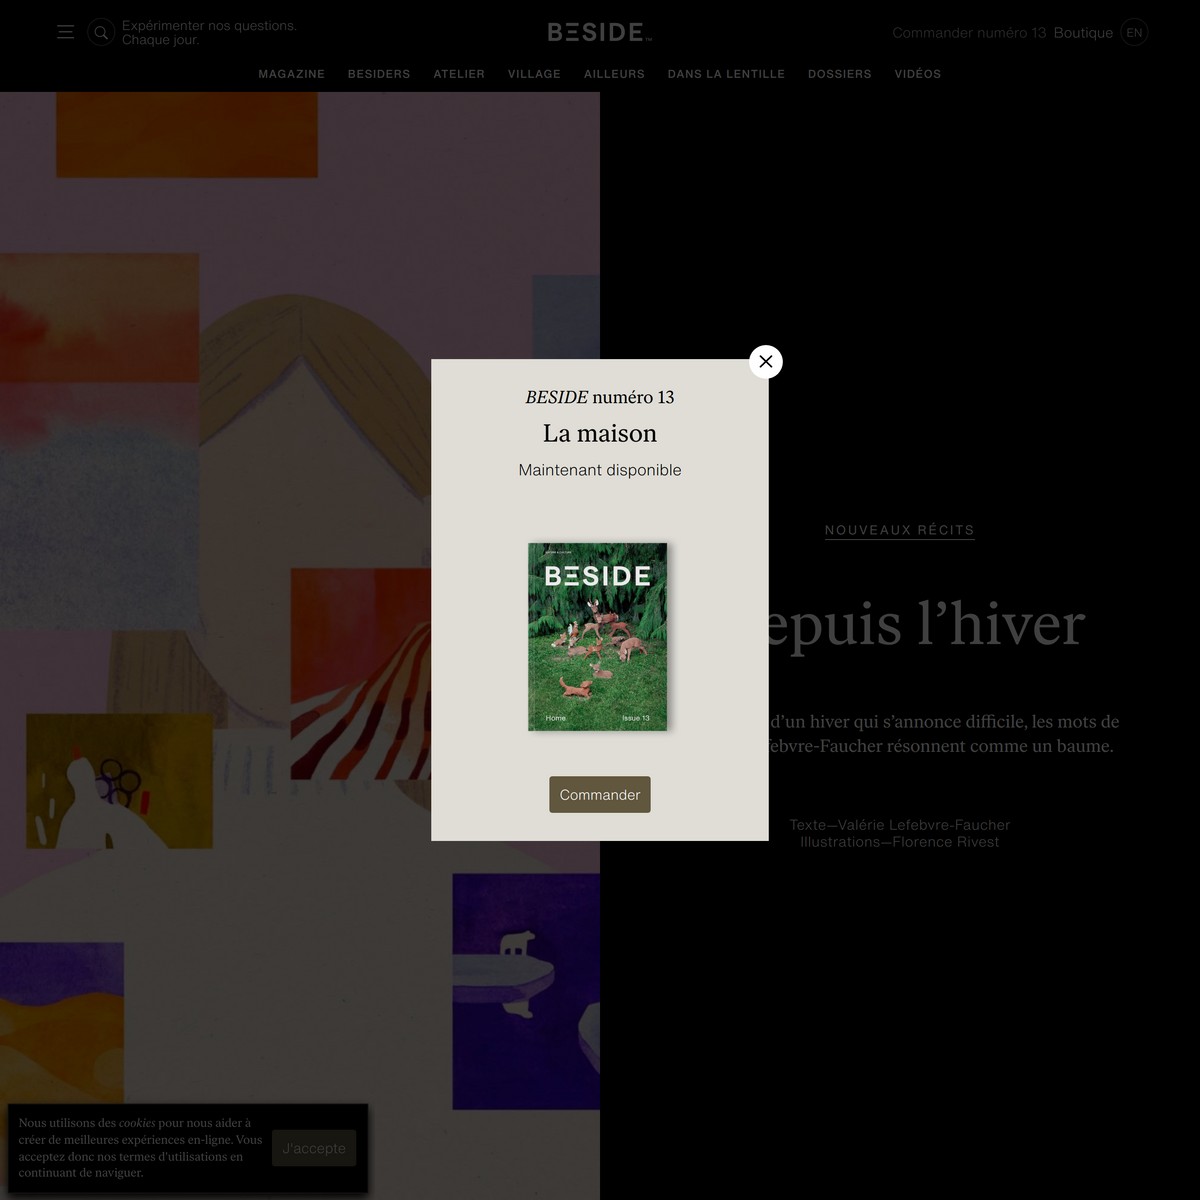 Expérimenter nos questions.
Chaque jour.
BESIDE™
Commander numéro 13 Boutique EN
MAGAZINE BESIDERS ATELIER VILLAGE AILLEURS DANS LA LENTILLE DOSSIERS VIDÉOS
BESIDE numéro 13
La maison
Maintenant disponible
BESIDE
Home Issue 13
Commander
NOUVEAUX RÉCITS
epuis l’hiver
d’un hiver qui s’annonce difficile, les mots de
febvre-Faucher résonnent comme un baume.
Texte—Valérie Lefebvre-Faucher
Illustrations—Florence Rivest
Nous utilisons des cookies pour nous aider à
créer de meilleures expériences en-ligne. Vous
acceptez donc nos termes d'utilisations en
continuant de naviguer.
J'accepte